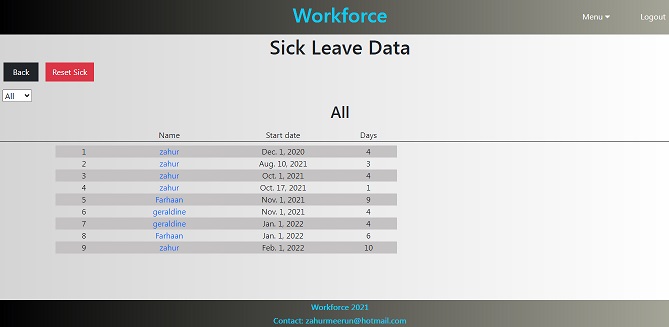 Workforce
Menu Logout
Sick Leave Data
Back Reset Sick
All
All
Name Start date Days
1 zahur Dec. 1, 2020 4
2 zahur Aug. 10, 2021 3
3 zahur Oct. 1, 2021 4
4 zahur Oct. 17, 2021 1
5 Farhaan Nov. 1, 2021 9
6 geraldine Nov. 1, 2021 4
7 geraldine Jan. 1, 2022 4
8 Farhaan Jan. 1, 2022 6
9 zahur Feb. 1, 2022 10
Workforce 2021
Contact: zahurmeerun@hotmail.com